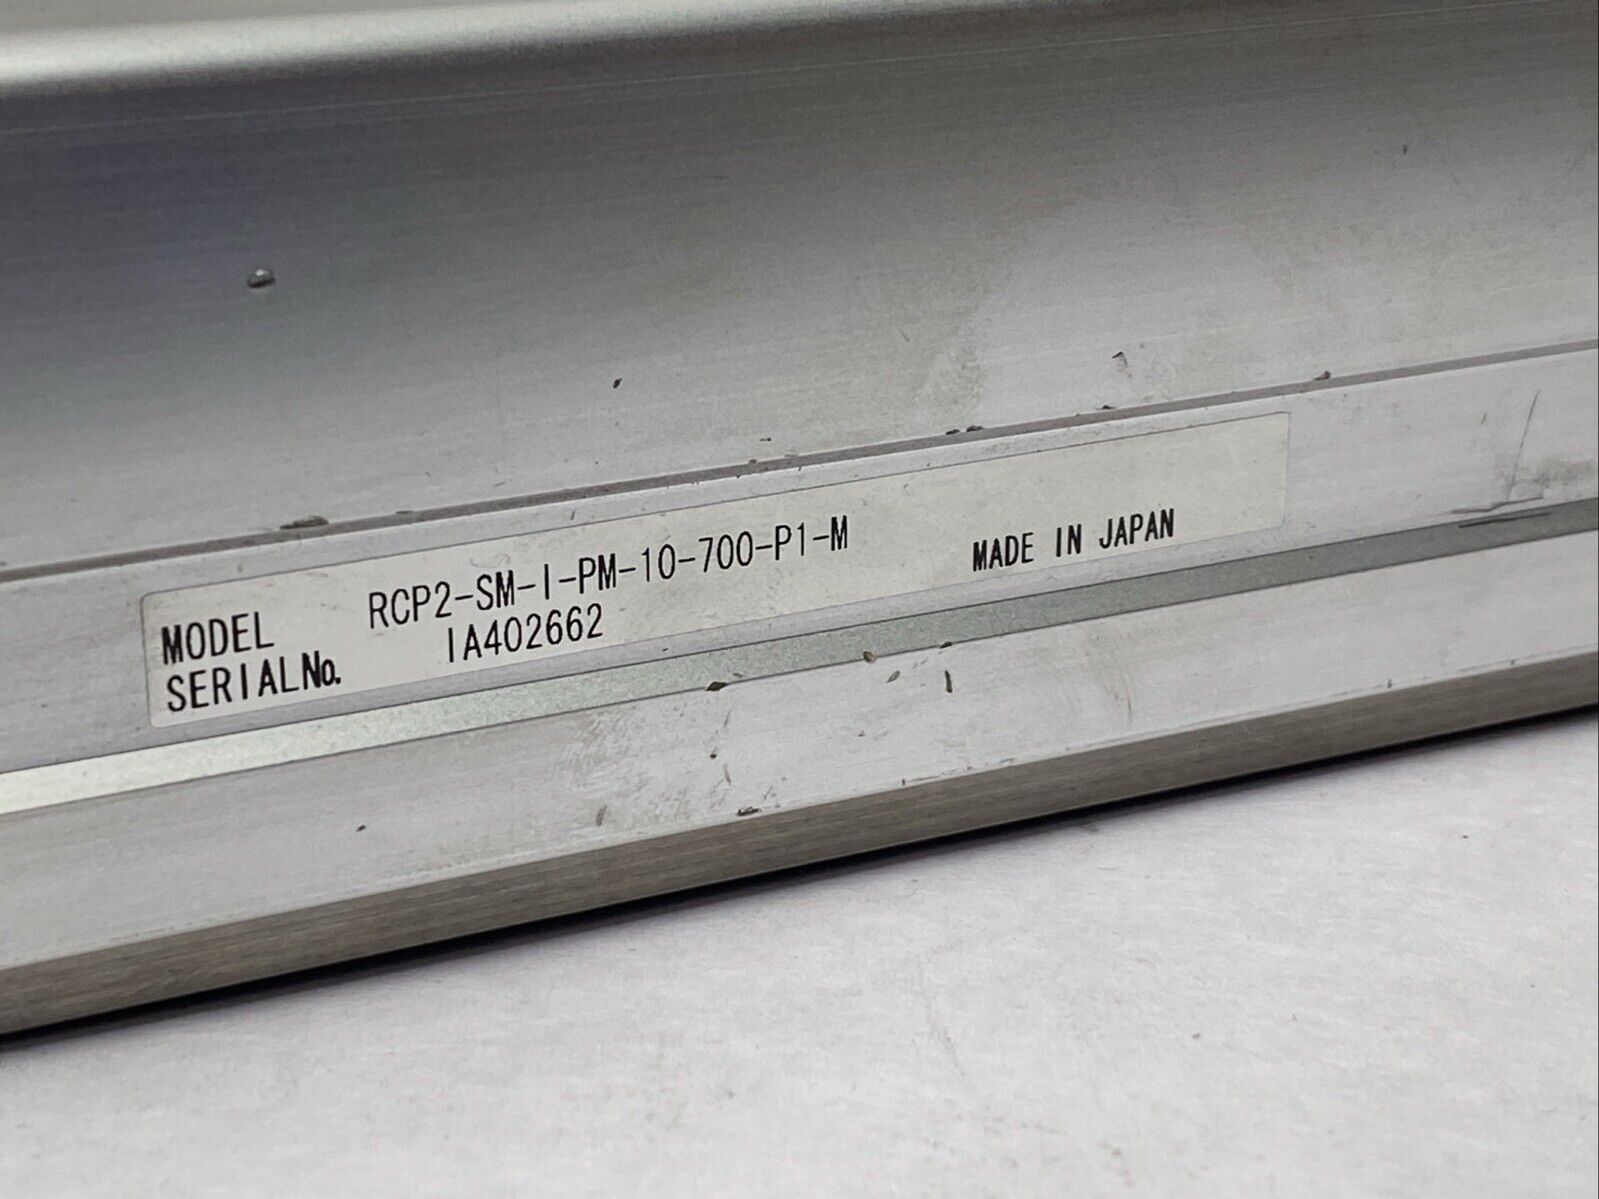 MODEL RCP2-SM-I-PM-10-700-P1-M
SERIALNo. IA402662 MADE IN JAPAN